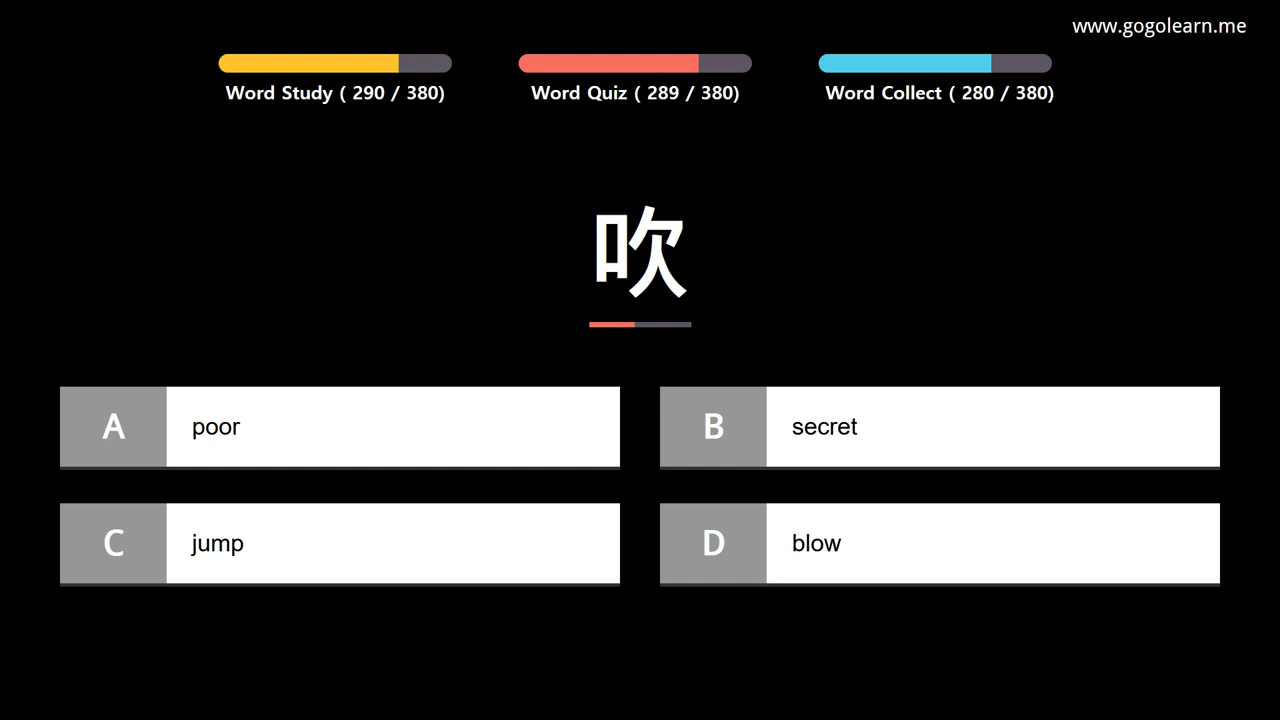 www.gogolearn.me
Word Study ( 290 / 380)
Word Quiz ( 289 / 380)
Word Collect ( 280 / 380)
吹
A poor
B secret
C jump
D blow